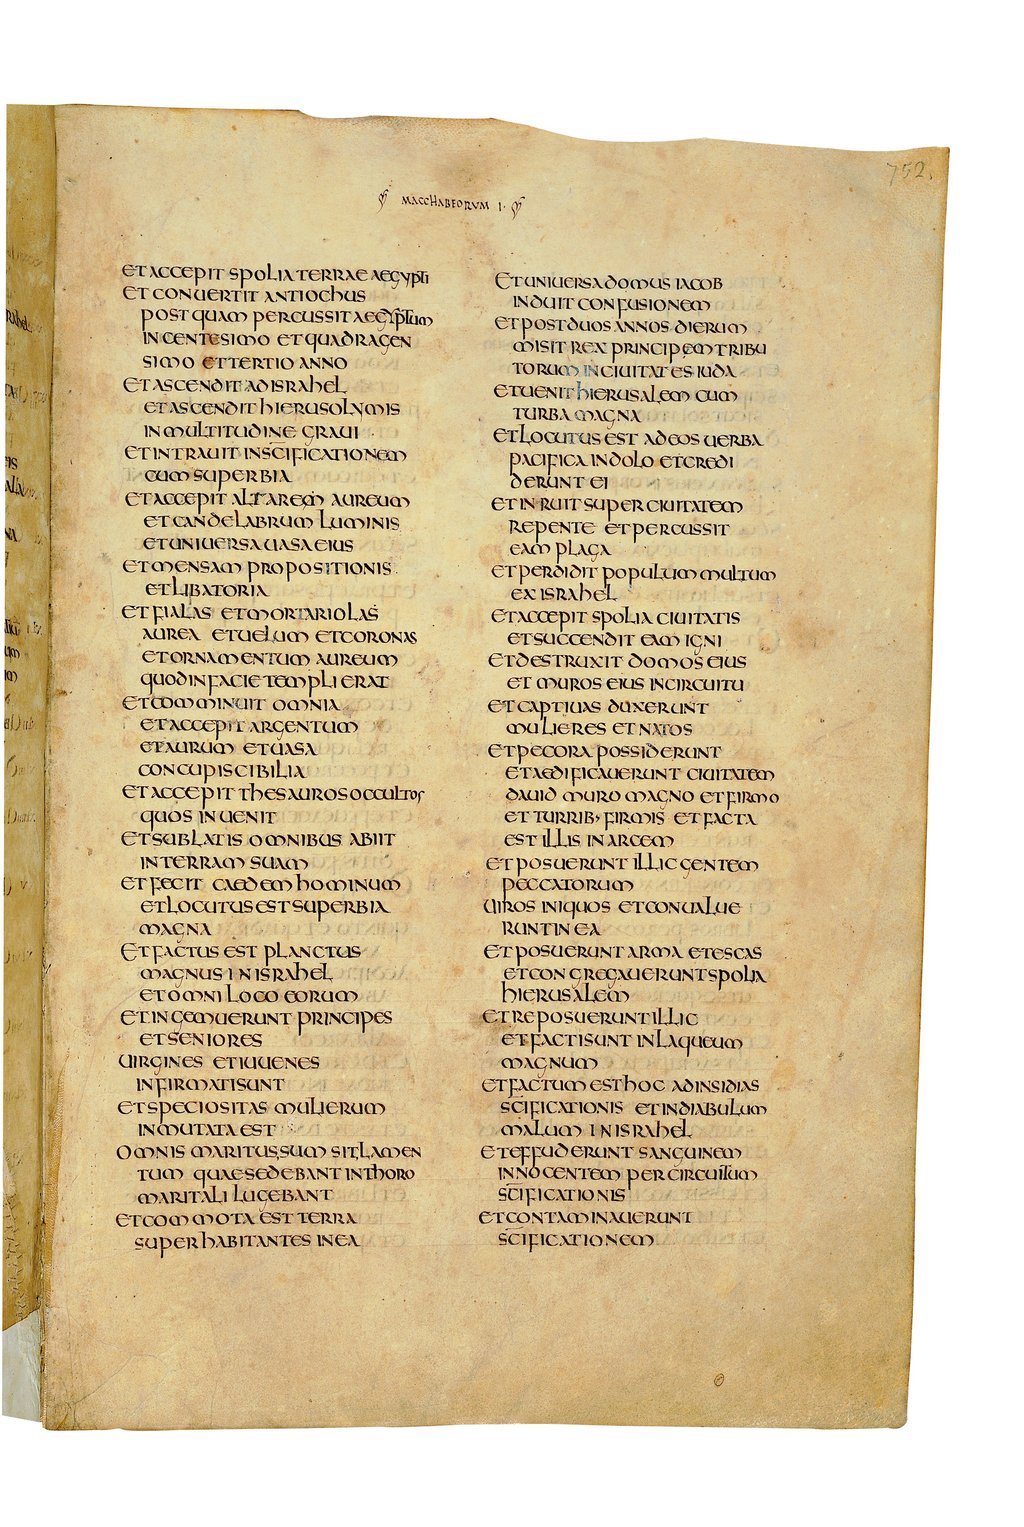 752.
MACCHABEORUM I.
ET ACCEPIT SPOLIA TERRAE AEGYPTI
ET CONUERTIT ANTIOCHUS
POSTQUAM PERCUSSIT AEGYPTUM
IN CENTESIMO ET QUADRAGEN
SIMO ET TERTIO ANNO
ET ASCENDIT AD ISRAHEL
ET ASCENDIT HIERUSOLYMIS
IN MULTITUDINE GRAUI
ET INTRAUIT IN SCIFICATIONEM
CUM SUPERBIA
ET ACCEPIT ALTAREM AUREUM
ET CANDELABRUM LUMINIS
ET UNIUERSA UASA EIUS
ET MENSAM PROPOSITIONIS
ET LIBATORIA
ET FIALAS ET MORTARIOLAS
AUREA ET UELUM ET CORONAS
ET ORNAMENTUM AUREUM
QUOD IN FACIE TEMPLI ERAT
ET COMMINUIT OMNIA
ET ACCEPIT ARGENTUM
ET AURUM ET UASA
CONCUPISCIBILIA
ET ACCEPIT THESAUROS OCCULTOS
QUOS INUENIT
ET SUBLATIS OMNIBUS ABIIT
IN TERRAM SUAM
ET FECIT CAEDEM HOMINUM
ET LOCUTUS EST SUPERBIA
MAGNA
ET FACTUS EST PLANCTUS
MAGNUS IN ISRAHEL
ET OMNI LOCO EORUM
ET INGEMUERUNT PRINCIPES
ET SENIORES
UIRGINES ET IUUENES
INFIRMATI SUNT
ET SPECIOSITAS MULIERUM
INMUTATA EST
OMNIS MARITUS SUMSIT LAMEN
TUM QUAE SEDEBANT IN THORO
MARITALI LUGEBANT
ET COMMOTA EST TERRA
SUPER HABITANTES IN EA
ET UNIUERSA DOMUS IACOB
INDUIT CONFUSIONEM
ET POST DUOS ANNOS DIERUM
MISIT REX PRINCIPEM TRIBU
TORUM IN CIUITATES IUDA
ET UENIT HIERUSALEM CUM
TURBA MAGNA
ET LOCUTUS EST AD EOS UERBA
PACIFICA IN DOLO ET CREDI
DERUNT EI
ET INRUIT SUPER CIUITATEM
REPENTE ET PERCUSSIT
EAM PLAGA
ET PERDIDIT POPULUM MULTUM
EX ISRAHEL
ET ACCEPIT SPOLIA CIUITATIS
ET SUCCENDIT EAM IGNI
ET DESTRUXIT DOMOS EIUS
ET MUROS EIUS IN CIRCUITU
ET CAPTIUAS DUXERUNT
MULIERES ET NATOS
ET PECORA POSSIDERUNT
ET AEDIFICAUERUNT CIUITATEM
DAUID MURO MAGNO ET FIRMO
ET TURRIB· FIRMIS ET FACTA
EST ILLIS IN ARCEM
ET POSUERUNT ILLIC GENTEM
PECCATORUM
UIROS INIQUOS ET CONUALUE
RUNT IN EA
ET POSUERUNT ARMA ET ESCAS
ET CONGREGAUERUNT SPOLIA
HIERUSALEM
ET REPOSUERUNT ILLIC
ET FACTI SUNT IN LAQUEUM
MAGNUM
ET FACTUM EST HOC AD INSIDIAS
SCIFICATIONIS ET IN DIABULUM
MALUM IN ISRAHEL
ET EFFUDERUNT SANGUINEM
INNOCENTEM PER CIRCUITUM
SCIFICATIONIS
ET CONTAMINAUERUNT
SCIFICATIONEM